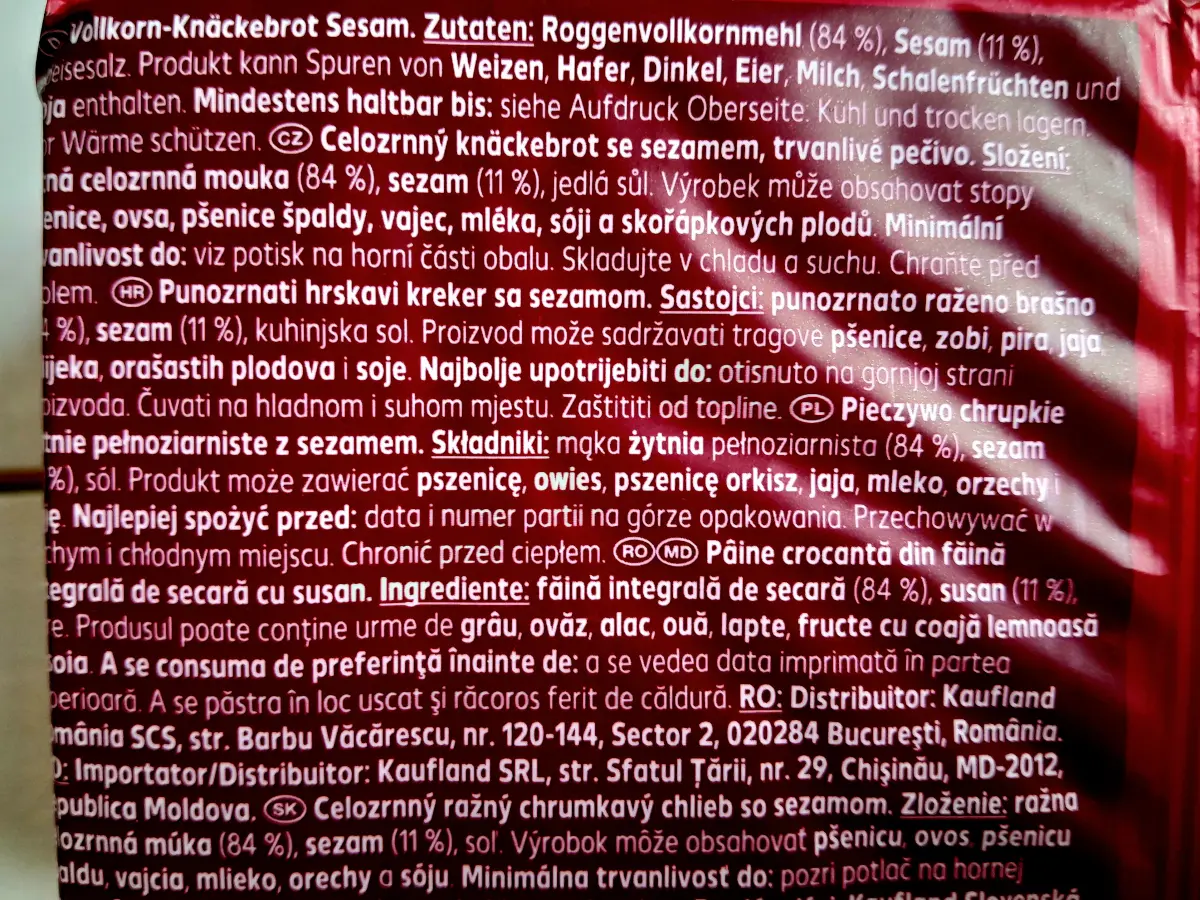 Vollkorn-Knäckebrot Sesam. Zutaten: Roggenvollkornmehl (84 %), Sesam (11 %),
eisesalz. Produkt kann Spuren von Weizen, Hafer, Dinkel, Eier, Milch, Schalenfrüchten und
oja enthalten. Mindestens haltbar bis: siehe Aufdruck Oberseite. Kühl und trocken lagern.
r Wärme schützen. CZ Celozrnný knäckebrot se sezamem, trvanlivé pečivo. Složení:
ná celozrnná mouka (84 %), sezam (11 %), jedlá sůl. Výrobek může obsahovat stopy
enice, ovsa, pšenice špaldy, vajec, mléka, sóji a skořápkových plodů. Minimální
vanlivost do: viz potisk na horní části obalu. Skladujte v chladu a suchu. Chraňte před
plem. HR Punozrnati hrskavi kreker sa sezamom. Sastojci: punozrnato raženo brašno
4 %), sezam (11 %), kuhinjska sol. Proizvod može sadržavati tragove pšenice, zobi, pira, jaja,
ijeka, orašastih plodova i soje. Najbolje upotrijebiti do: otisnuto na gornjoj strani
oizvoda. Čuvati na hladnom i suhom mjestu. Zaštititi od topline. PL Pieczywo chrupkie
tnie pełnoziarniste z sezamem. Składniki: mąka żytnia pełnoziarnista (84 %), sezam
%), sól. Produkt może zawierać pszenicę, owies, pszenicę orkisz, jaja, mleko, orzechy i
ję. Najlepiej spożyć przed: data i numer partii na górze opakowania. Przechowywać w
chym i chłodnym miejscu. Chronić przed ciepłem. RO MD Pâine crocantă din făină
egrală de secară cu susan. Ingrediente: făină integrală de secară (84 %), susan (11 %),
re. Produsul poate conține urme de grâu, ovăz, alac, ouă, lapte, fructe cu coajă lemnoasă
soia. A se consuma de preferință înainte de: a se vedea data imprimată în partea
perioară. A se păstra în loc uscat și răcoros ferit de căldură. RO: Distribuitor: Kaufland
mânia SCS, str. Barbu Văcărescu, nr. 120-144, Sector 2, 020284 București, România.
D: Importator/Distribuitor: Kaufland SRL, str. Sfatul Țării, nr. 29, Chișinău, MD-2012,
publica Moldova. SK Celozrnný ražný chrumkavý chlieb so sezamom. Zloženie: ražna
lozrnná múka (84 %), sezam (11 %), soľ. Výrobok môže obsahovať pšenicu, ovos, pšenicu
aldu, vajcia, mlieko, orechy a sóju. Minimálna trvanlivosť do: pozri potlač na hornej
Kaufland Slovenská